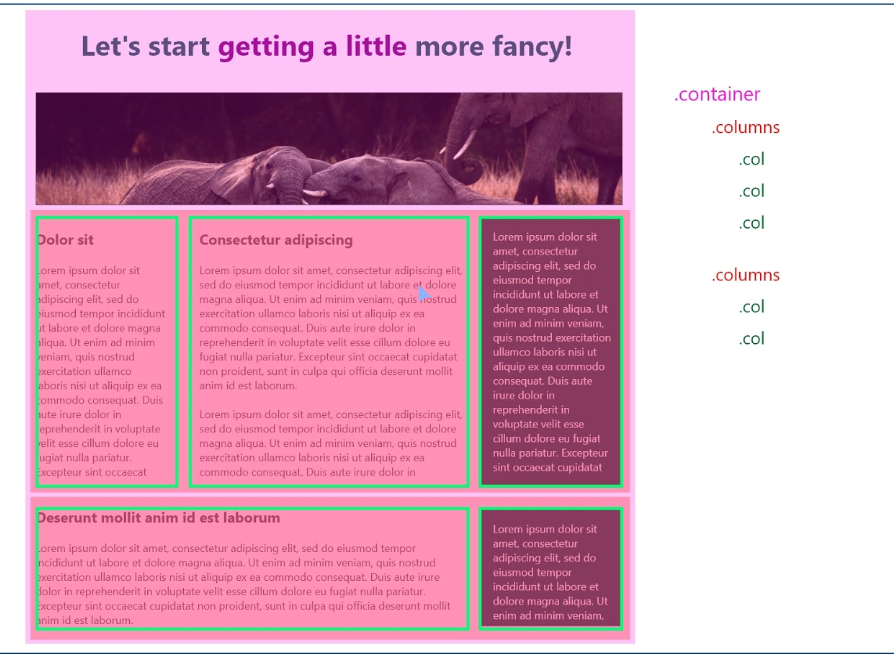 Let's start getting a little more fancy!
Dolor sit
Lorem ipsum dolor sit
amet, consectetur
adipiscing elit, sed do
eiusmod tempor incididunt
ut labore et dolore magna
aliqua. Ut enim ad minim
veniam, quis nostrud
exercitation ullamco
laboris nisi ut aliquip ex ea
commodo consequat. Duis
aute irure dolor in
reprehenderit in voluptate
velit esse cillum dolore eu
fugiat nulla pariatur.
Excepteur sint occaecat
Consectetur adipiscing
Lorem ipsum dolor sit amet, consectetur adipiscing elit,
sed do eiusmod tempor incididunt ut labore et dolore
magna aliqua. Ut enim ad minim veniam, quis nostrud
exercitation ullamco laboris nisi ut aliquip ex ea
commodo consequat. Duis aute irure dolor in
reprehenderit in voluptate velit esse cillum dolore eu
fugiat nulla pariatur. Excepteur sint occaecat cupidatat
non proident, sunt in culpa qui officia deserunt mollit
anim id est laborum.
Lorem ipsum dolor sit amet, consectetur adipiscing elit,
sed do eiusmod tempor incididunt ut labore et dolore
magna aliqua. Ut enim ad minim veniam, quis nostrud
exercitation ullamco laboris nisi ut aliquip ex ea
commodo consequat. Duis aute irure dolor in
Lorem ipsum dolor sit
amet, consectetur
adipiscing elit, sed do
eiusmod tempor
incididunt ut labore et
dolore magna aliqua. Ut
enim ad minim veniam,
quis nostrud exercitation
ullamco laboris nisi ut
aliquip ex ea commodo
consequat. Duis aute
irure dolor in
reprehenderit in
voluptate velit esse
cillum dolore eu fugiat
nulla pariatur. Excepteur
sint occaecat cupidatat
Deserunt mollit anim id est laborum
Lorem ipsum dolor sit amet, consectetur adipiscing elit, sed do eiusmod tempor
incididunt ut labore et dolore magna aliqua. Ut enim ad minim veniam, quis nostrud
exercitation ullamco laboris nisi ut aliquip ex ea commodo consequat. Duis aute irure
dolor in reprehenderit in voluptate velit esse cillum dolore eu fugiat nulla pariatur.
Excepteur sint occaecat cupidatat non proident, sunt in culpa qui officia deserunt mollit
anim id est laborum.
Lorem ipsum dolor sit
amet, consectetur
adipiscing elit, sed do
eiusmod tempor
incididunt ut labore et
dolore magna aliqua. Ut
enim ad minim veniam,
.container
.columns
.col
.col
.col
.columns
.col
.col